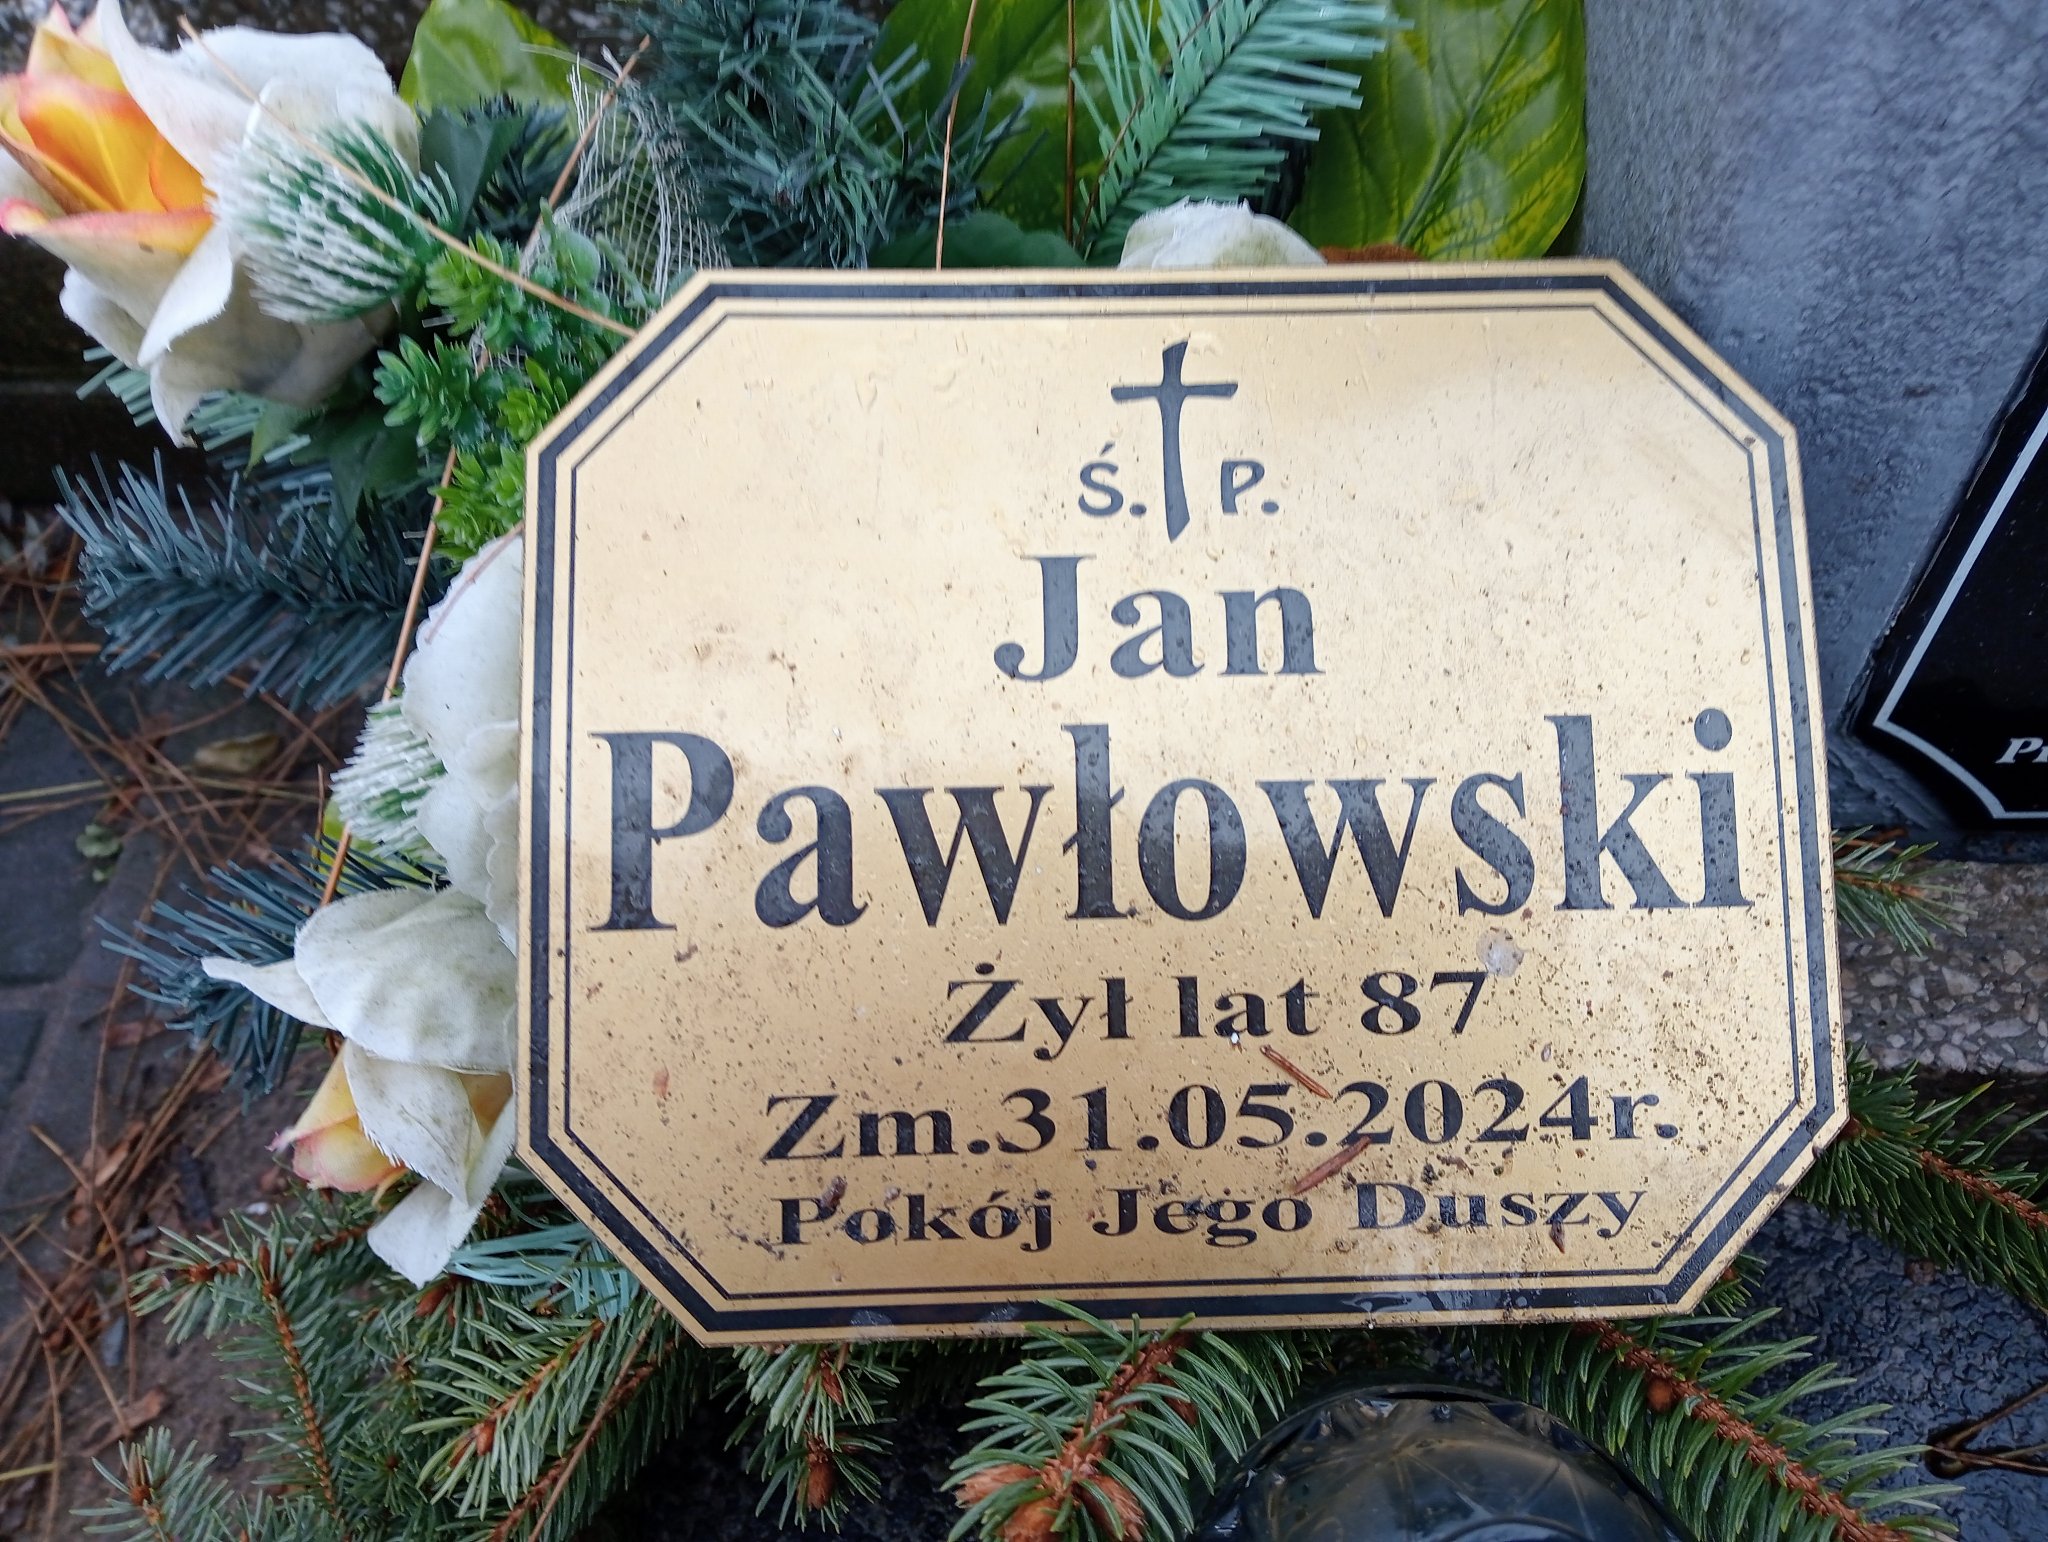 Ś. P.
Jan
Pawłowski
Żył lat 87
Zm.31.05.2024r.
Pokój Jego Duszy